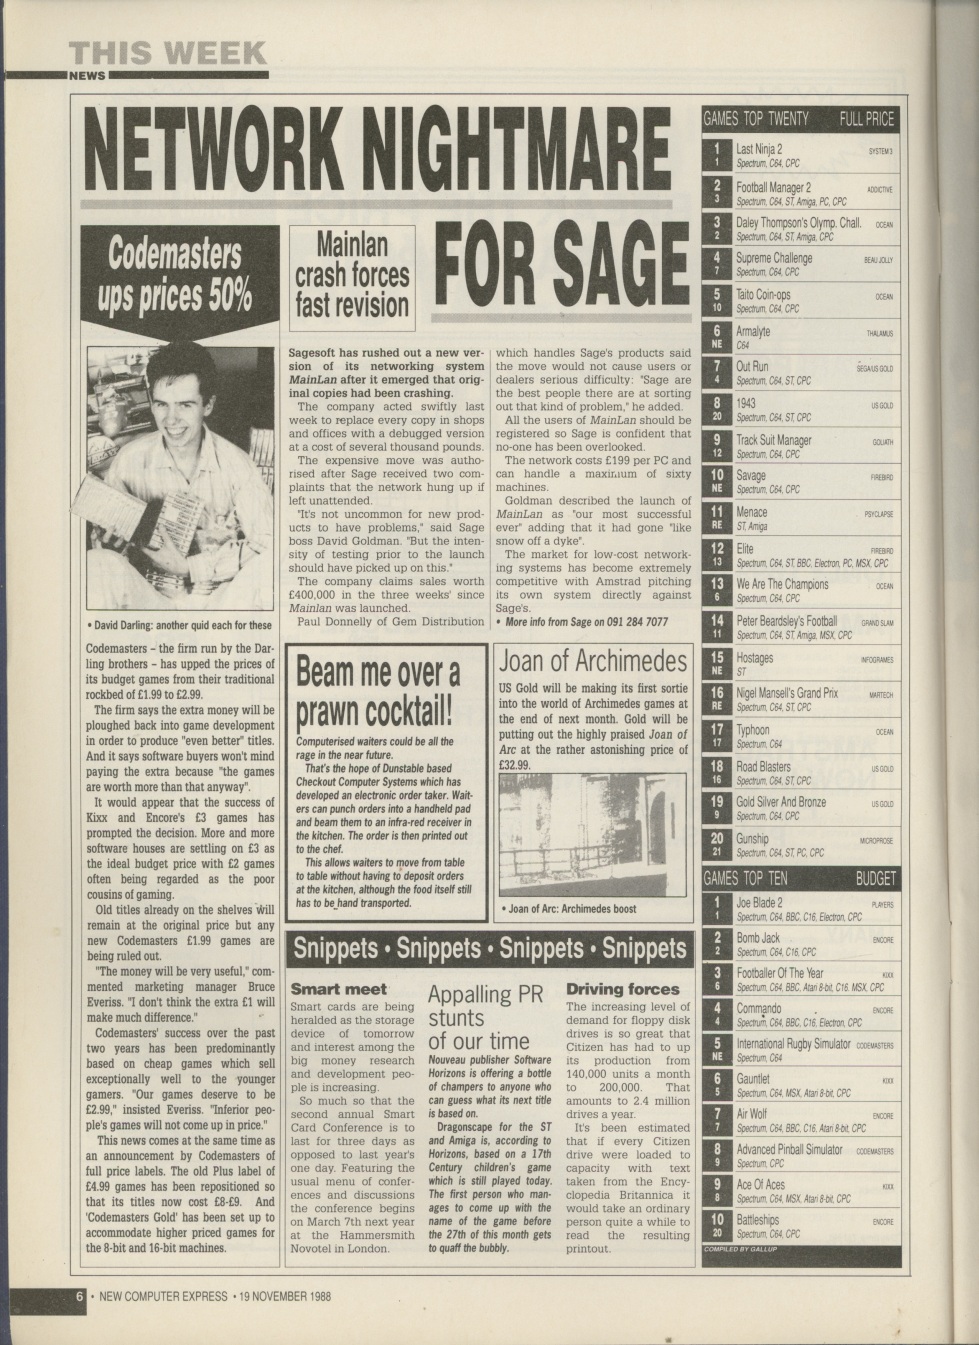 THIS WEEK
NEWS
NETWORK NIGHTMARE
FOR SAGE
Codemasters
ups prices 50%
• David Darling: another quid each for these
Codemasters – the firm run by the Dar-
ling brothers – has upped the prices of
its budget games from their traditional
rockbed of £1.99 to £2.99.
The firm says the extra money will be
ploughed back into game development
in order to produce "even better" titles.
And it says software buyers won't mind
paying the extra because "the games
are worth more than that anyway".
It would appear that the success of
Kixx and Encore's £3 games has
prompted the decision. More and more
software houses are settling on £3 as
the ideal budget price with £2 games
often being regarded as the poor
cousins of gaming.
Old titles already on the shelves will
remain at the original price but any
new Codemasters £1.99 games are
being ruled out.
"The money will be very useful," com-
mented marketing manager Bruce
Everiss. "I don't think the extra £1 will
make much difference."
Codemasters' success over the past
two years has been predominantly
based on cheap games which sell
exceptionally well to the younger
gamers. "Our games deserve to be
£2.99," insisted Everiss. "Inferior peo-
ple's games will not come up in price."
This news comes at the same time as
an announcement by Codemasters of
full price labels. The old Plus label of
£4.99 games has been repositioned so
that its titles now cost £8-£9. And
'Codemasters Gold' has been set up to
accommodate higher priced games for
the 8-bit and 16-bit machines.
Mainlan
crash forces
fast revision
Sagesoft has rushed out a new ver-
sion of its networking system
MainLan after it emerged that orig-
inal copies had been crashing.
The company acted swiftly last
week to replace every copy in shops
and offices with a debugged version
at a cost of several thousand pounds.
The expensive move was autho-
rised after Sage received two com-
plaints that the network hung up if
left unattended.
"It's not uncommon for new prod-
ucts to have problems," said Sage
boss David Goldman. "But the inten-
sity of testing prior to the launch
should have picked up on this."
The company claims sales worth
£400,000 in the three weeks' since
Mainlan was launched.
Paul Donnelly of Gem Distribution
which handles Sage's products said
the move would not cause users or
dealers serious difficulty: "Sage are
the best people there are at sorting
out that kind of problem," he added.
All the users of MainLan should be
registered so Sage is confident that
no-one has been overlooked.
The network costs £199 per PC and
can handle a maximum of sixty
machines.
Goldman described the launch of
MainLan as "our most successful
ever" adding that it had gone "like
snow off a dyke".
The market for low-cost network-
ing systems has become extremely
competitive with Amstrad pitching
its own system directly against
Sage's.
• More info from Sage on 091 284 7077
Beam me over a
prawn cocktail!
Computerised waiters could be all the
rage in the near future.
That's the hope of Dunstable based
Checkout Computer Systems which has
developed an electronic order taker. Wait-
ers can punch orders into a handheld pad
and beam them to an infra-red receiver in
the kitchen. The order is then printed out
to the chef.
This allows waiters to move from table
to table without having to deposit orders
at the kitchen, although the food itself still
has to be hand transported.
Joan of Archimedes
US Gold will be making its first sortie
into the world of Archimedes games at
the end of next month. Gold will be
putting out the highly praised Joan of
Arc at the rather astonishing price of
£32.99.
• Joan of Arc: Archimedes boost
Snippets • Snippets • Snippets • Snippets
Smart meet
Smart cards are being
heralded as the storage
device of tomorrow
and interest among the
big money research
and development peo-
ple is increasing.
So much so that the
second annual Smart
Card Conference is to
last for three days as
opposed to last year's
one day. Featuring the
usual menu of confer-
ences and discussions
the conference begins
on March 7th next year
at the Hammersmith
Novotel in London.
Appalling PR
stunts
of our time
Nouveau publisher Software
Horizons is offering a bottle
of champers to anyone who
can guess what its next title
is based on.
Dragonscape for the ST
and Amiga is, according to
Horizons, based on a 17th
Century children's game
which is still played today.
The first person who man-
ages to come up with the
name of the game before
the 27th of this month gets
to quaff the bubbly.
Driving forces
The increasing level of
demand for floppy disk
drives is so great that
Citizen has had to up
its production from
140,000 units a month
to 200,000. That
amounts to 2.4 million
drives a year.
It's been estimated
that if every Citizen
drive were loaded to
capacity with text
taken from the Ency-
clopedia Britannica it
would take an ordinary
person quite a while to
read the resulting
printout.
GAMES TOP TWENTY FULL PRICE
1 Last Ninja 2 SYSTEM 3
1 Spectrum, C64, CPC
2 Football Manager 2 ADDICTIVE
3 Spectrum, C64, ST, Amiga, PC, CPC
3 Daley Thompson's Olymp. Chall. OCEAN
2 Spectrum, C64, ST, Amiga, CPC
4 Supreme Challenge BEAU JOLLY
7 Spectrum, C64, CPC
5 Taito Coin-ops OCEAN
10 Spectrum, C64, CPC
6 Armalyte THALAMUS
NE C64
7 Out Run SEGA/US GOLD
4 Spectrum, C64, ST, CPC
8 1943 US GOLD
20 Spectrum, C64, ST, CPC
9 Track Suit Manager GOLIATH
12 Spectrum, C64, CPC
10 Savage FIREBIRD
NE Spectrum, C64, CPC
11 Menace PSYCLAPSE
RE ST, Amiga
12 Elite FIREBIRD
13 Spectrum, C64, ST, BBC, Electron, PC, MSX, CPC
13 We Are The Champions OCEAN
6 Spectrum, C64, CPC
14 Peter Beardsley's Football GRAND SLAM
11 Spectrum, C64, ST, Amiga, MSX, CPC
15 Hostages INFOGRAMES
NE ST
16 Nigel Mansell's Grand Prix MARTECH
RE Spectrum, C64, ST, CPC
17 Typhoon OCEAN
17 Spectrum, C64
18 Road Blasters US GOLD
16 Spectrum, C64, ST, CPC
19 Gold Silver And Bronze US GOLD
9 Spectrum, C64, CPC
20 Gunship MICROPROSE
21 Spectrum, C64, ST, PC, CPC
GAMES TOP TEN BUDGET
1 Joe Blade 2 PLAYERS
1 Spectrum, C64, BBC, C16, Electron, CPC
2 Bomb Jack ENCORE
2 Spectrum, C64, C16, CPC
3 Footballer Of The Year KIXX
6 Spectrum, C64, BBC, Atari 8-bit, C16. MSX, CPC
4 Commando ENCORE
4 Spectrum, C64, BBC, C16, Electron, CPC
5 International Rugby Simulator CODEMASTERS
NE Spectrum, C64
6 Gauntlet KIXX
5 Spectrum, C64, MSX, Atari 8-bit, CPC
7 Air Wolf ENCORE
7 Spectrum, C64, BBC, C16, Atari 8-bit, CPC
8 Advanced Pinball Simulator CODEMASTERS
9 Spectrum, CPC
9 Ace Of Aces KIXX
8 Spectrum, C64, MSX, Atari 8-bit, CPC
10 Battleships ENCORE
20 Spectrum, C64, CPC
COMPILED BY GALLUP
6 • NEW COMPUTER EXPRESS • 19 NOVEMBER 1988